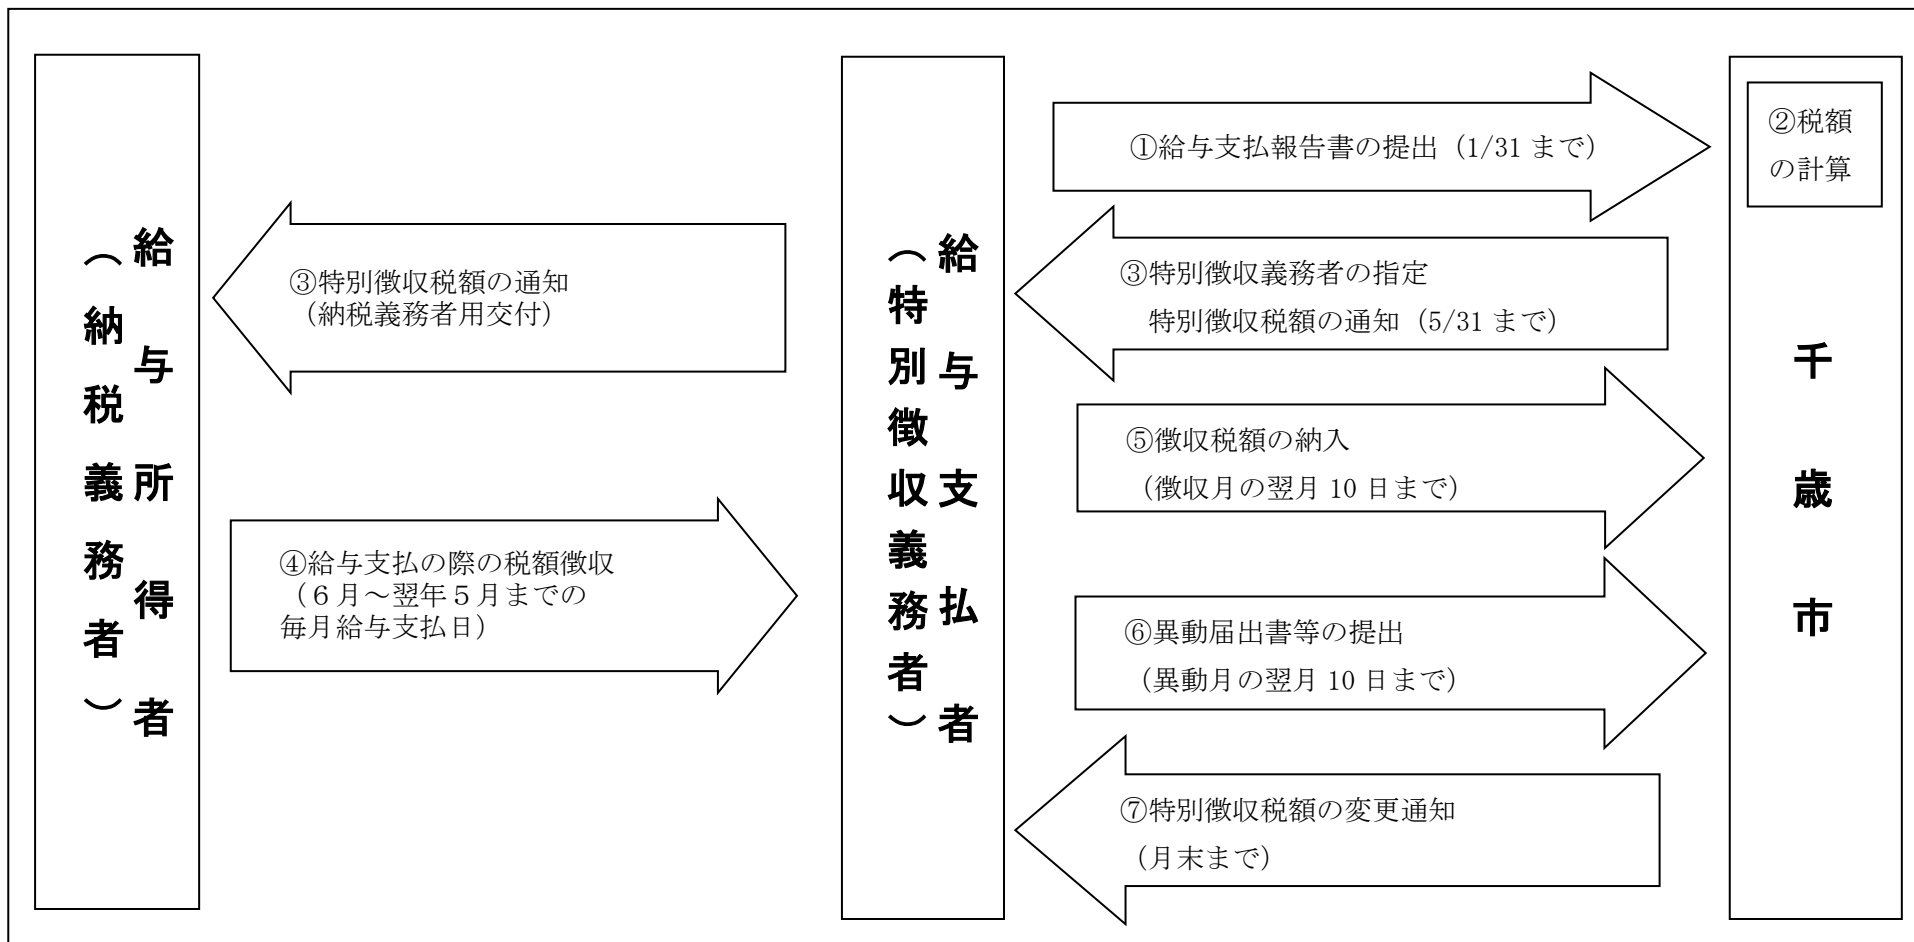 給与所得者
（納税義務者）
③特別徴収税額の通知
（納税義務者用交付）
④給与支払の際の税額徴収
（６月～翌年５月までの
毎月給与支払日）
給与支払者
（特別徴収義務者）
①給与支払報告書の提出（1/31 まで）
③特別徴収義務者の指定
特別徴収税額の通知（5/31 まで）
⑤徴収税額の納入
（徴収月の翌月 10 日まで）
⑥異動届出書等の提出
（異動月の翌月 10 日まで）
⑦特別徴収税額の変更通知
（月末まで）
②税額
の計算
千歳市